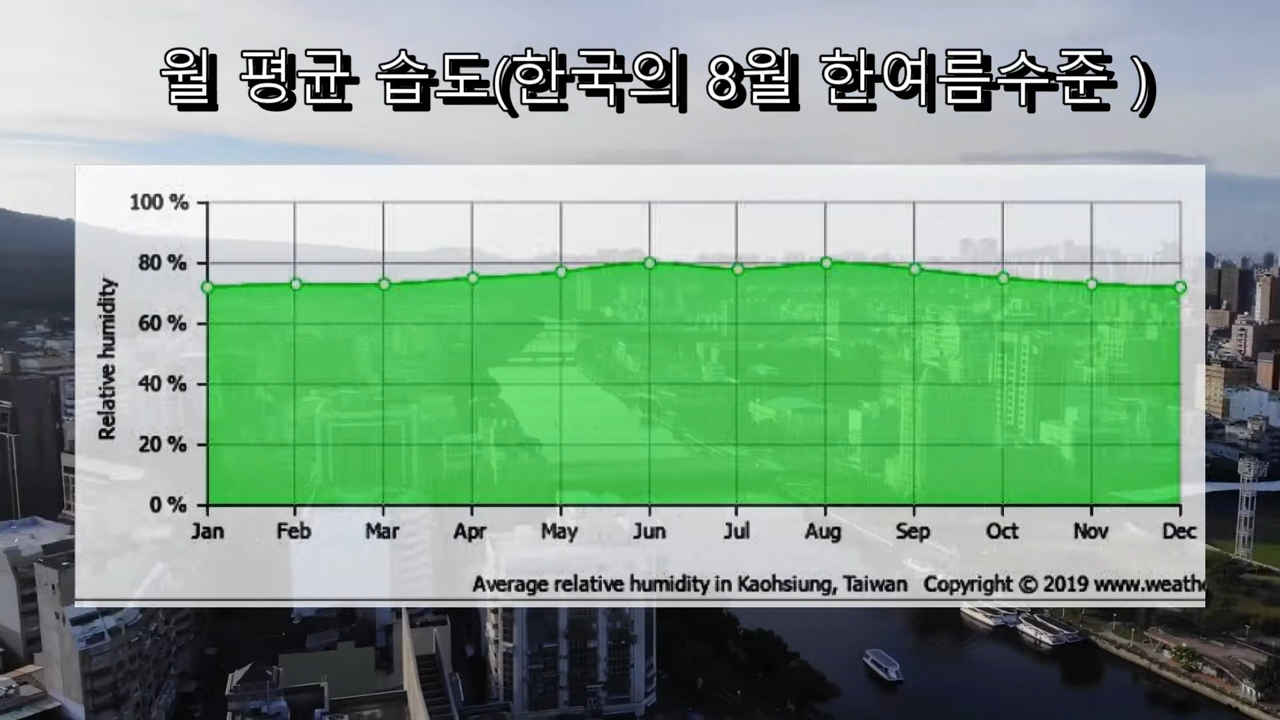 월 평균 습도(한국의 8월 한여름수준 )
100 %
80 %
60 %
40 %
20 %
0 %
Relative humidity
Jan Feb Mar Apr May Jun Jul Aug Sep Oct Nov Dec
Average relative humidity in Kaohsiung, Taiwan Copyright © 2019 www.weath